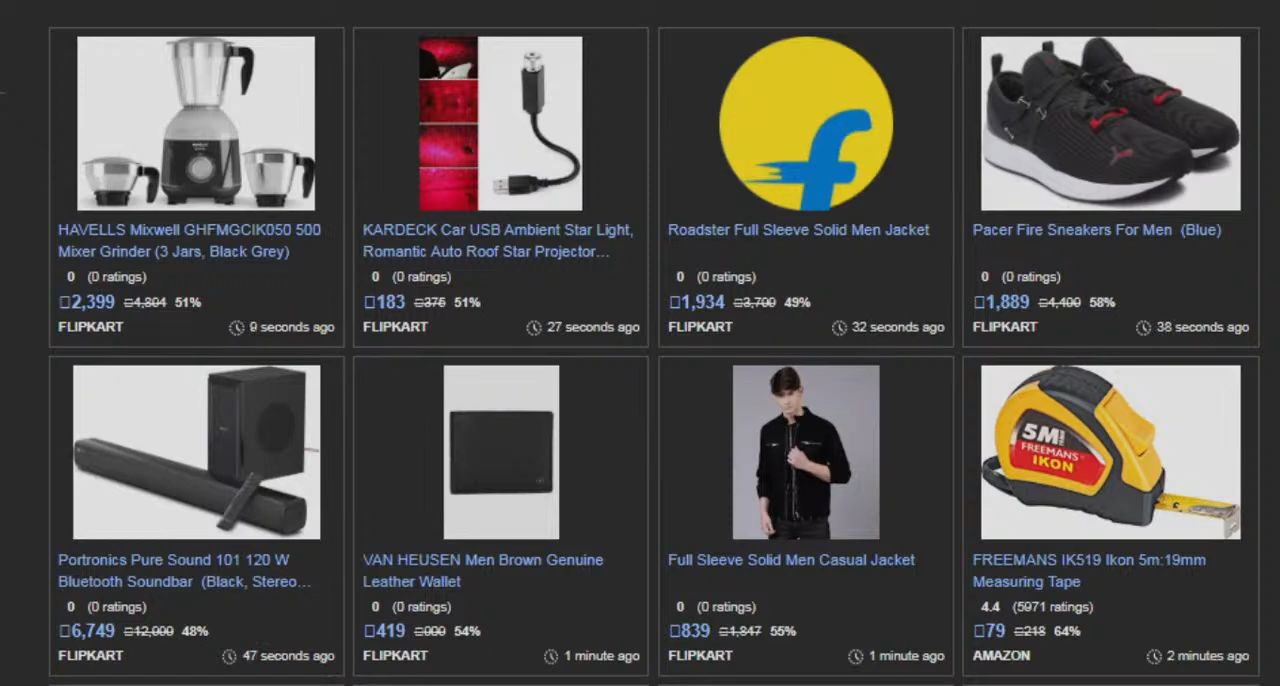 HAVELLS Mixwell GHFMGCIK050 500
Mixer Grinder (3 Jars, Black Grey)
0 (0 ratings)
2,399 4,894 51%
FLIPKART 9 seconds ago
KARDECK Car USB Ambient Star Light,
Romantic Auto Roof Star Projector...
0 (0 ratings)
183 375 51%
FLIPKART 27 seconds ago
Roadster Full Sleeve Solid Men Jacket
0 (0 ratings)
1,934 3,700 49%
FLIPKART 32 seconds ago
Pacer Fire Sneakers For Men (Blue)
0 (0 ratings)
1,889 58%
FLIPKART 38 seconds ago
5M
FREEMANS
IKON
Portronics Pure Sound 101 120 W
Bluetooth Soundbar (Black, Stereo...
0 (0 ratings)
6,749 12,000 48%
FLIPKART 47 seconds ago
VAN HEUSEN Men Brown Genuine
Leather Wallet
0 (0 ratings)
419 54%
FLIPKART 1 minute ago
Full Sleeve Solid Men Casual Jacket
0 (0 ratings)
839 1,847 55%
FLIPKART 1 minute ago
FREEMANS IK519 Ikon 5m:19mm
Measuring Tape
4.4 (5971 ratings)
79 218 64%
AMAZON 2 minutes ago